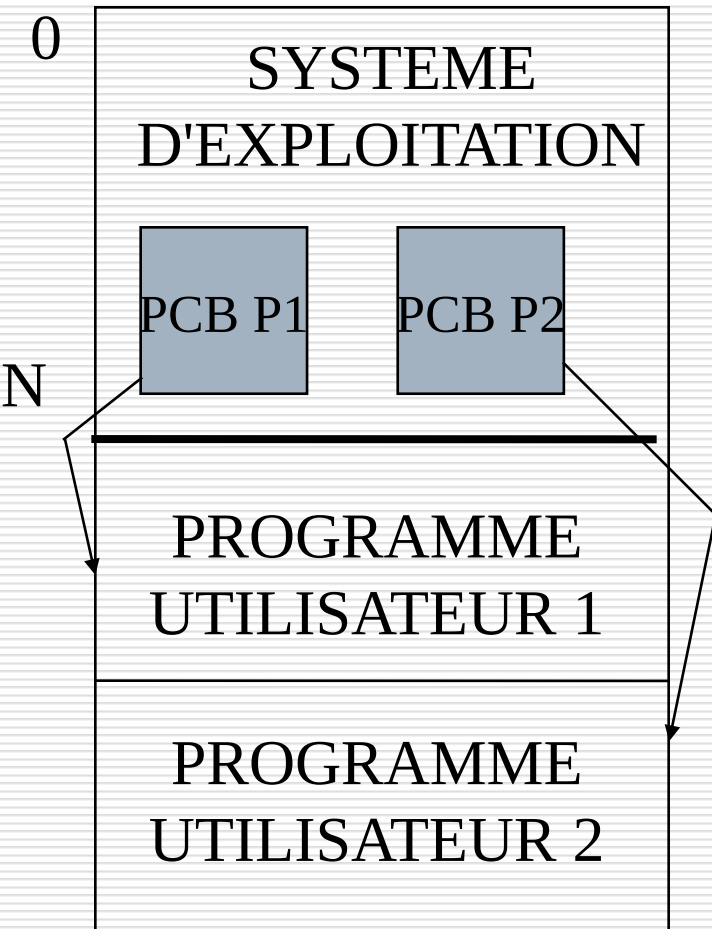 0
SYSTEME
D'EXPLOITATION
PCB P1
PCB P2
N
PROGRAMME
UTILISATEUR 1
PROGRAMME
UTILISATEUR 2